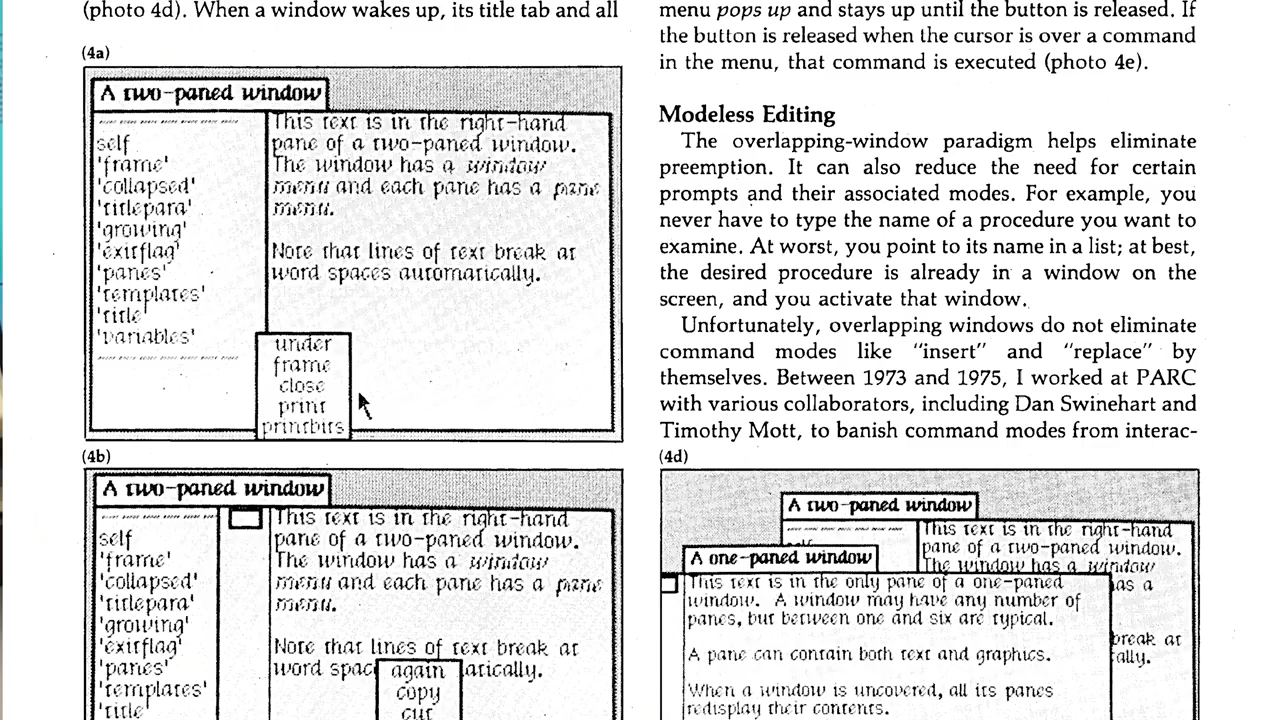 (photo 4d). When a window wakes up, its title tab and all
(4a)
A two-paned window
self
'frame'
'collapsed'
'titlepara'
'growing'
'exitflag'
'panes'
'templates'
'title'
'variables'
This text is in the right-hand
pane of a two-paned window.
The window has a window
menu and each pane has a pane
menu.
Note that lines of text break at
word spaces automatically.
under
frame
close
print
printbits
(4b)
A two-paned window
self
'frame'
'collapsed'
'titlepara'
'growing'
'exitflag'
'panes'
'templates'
'title'
This text is in the right-hand
pane of a two-paned window.
The window has a window
menu and each pane has a pane
menu.
Note that lines of text break at
word spac atically.
again
copy
cut
menu pops up and stays up until the button is released. If
the button is released when the cursor is over a command
in the menu, that command is executed (photo 4e).
Modeless Editing
The overlapping-window paradigm helps eliminate
preemption. It can also reduce the need for certain
prompts and their associated modes. For example, you
never have to type the name of a procedure you want to
examine. At worst, you point to its name in a list; at best,
the desired procedure is already in a window on the
screen, and you activate that window.
Unfortunately, overlapping windows do not eliminate
command modes like "insert" and "replace" by
themselves. Between 1973 and 1975, I worked at PARC
with various collaborators, including Dan Swinehart and
Timothy Mott, to banish command modes from interac-
(4d)
A two-paned window
This text is in the right-hand
pane of a two-paned window.
The window has a window
as a
break at
ally.
A one-paned window
This text is in the only pane of a one-paned
window. A window may have any number of
panes, but between one and six are typical.
A pane can contain both text and graphics.
When a window is uncovered, all its panes
redisplay their contents.